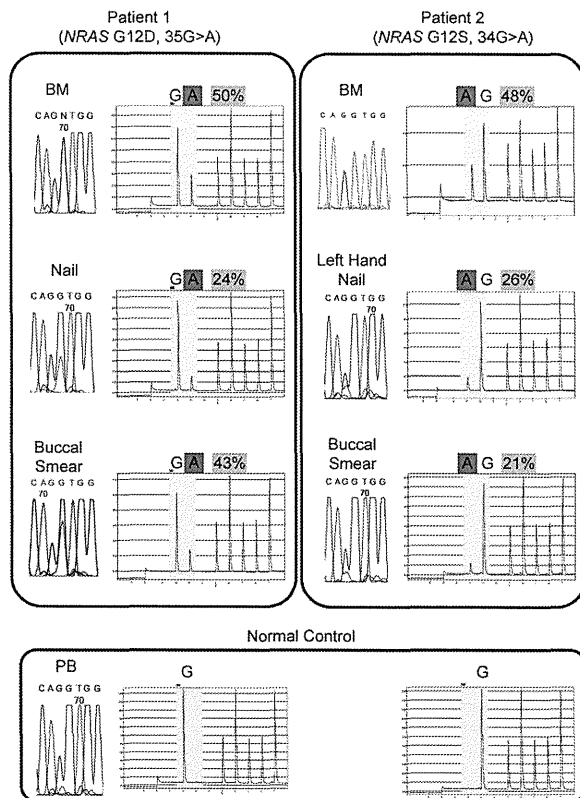 Patient 1
(NRAS G12D, 35G>A)
BM
G A 50%
CAGNTGG
70
Nail
G A 24%
CAGGTGG
70
Buccal
Smear
G A 43%
CAGGTGG
70
Patient 2
(NRAS G12S, 34G>A)
BM
A G 48%
CAGGTGG
Left Hand
Nail
A G 26%
CAGGTGG
70
Buccal
Smear
A G 21%
CAGGTGG
70
Normal Control
PB
G
G
CAGGTGG
70